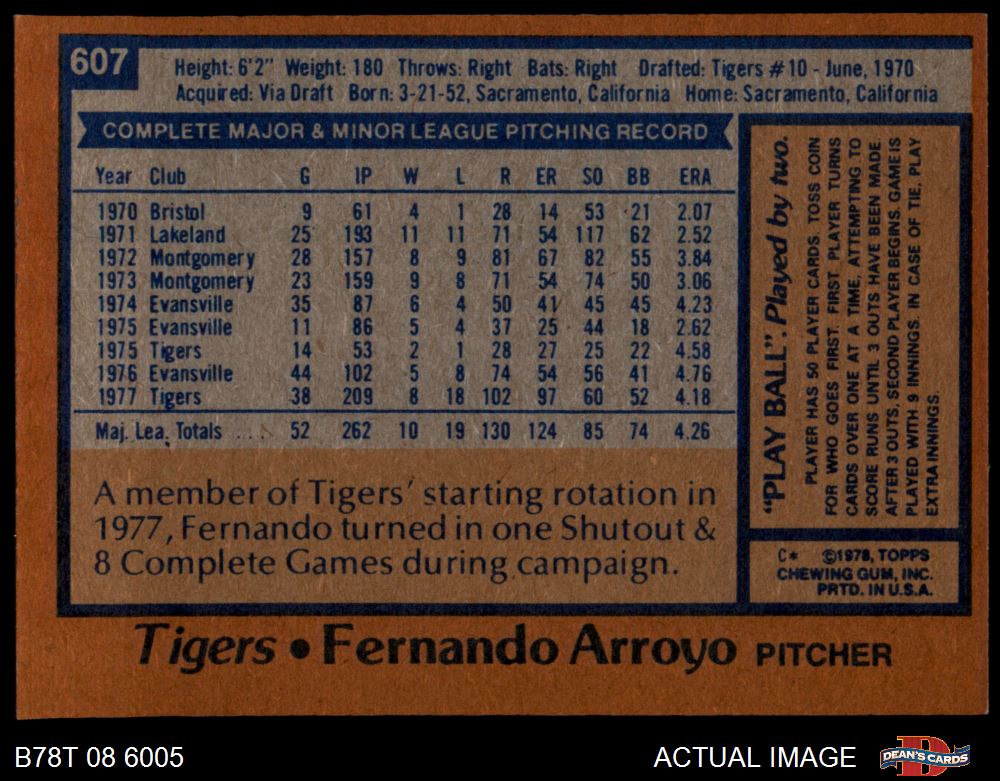 607
Height: 6'2" Weight: 180 Throws: Right Bats: Right Drafted: Tigers #10 - June, 1970
Acquired: Via Draft Born: 3-21-52, Sacramento, California Home: Sacramento, California
COMPLETE MAJOR & MINOR LEAGUE PITCHING RECORD
Year Club G IP W L R ER SO BB ERA
1970 Bristol 9 61 4 1 28 14 53 21 2.07
1971 Lakeland 25 193 11 11 71 54 117 62 2.52
1972 Montgomery 28 157 8 9 81 67 82 55 3.84
1973 Montgomery 23 159 9 8 71 54 74 50 3.06
1974 Evansville 35 87 6 4 50 41 45 45 4.23
1975 Evansville 11 86 5 4 37 25 44 18 2.62
1975 Tigers 14 53 2 1 28 27 25 22 4.58
1976 Evansville 44 102 5 8 74 54 56 41 4.76
1977 Tigers 38 209 8 18 102 97 60 52 4.18
Maj. Lea. Totals .... 52 262 10 19 130 124 85 74 4.26
A member of Tigers' starting rotation in
1977, Fernando turned in one Shutout &
8 Complete Games during campaign.
"PLAY BALL". Played by two.
PLAYER HAS 50 PLAYER CARDS. TOSS COIN
FOR WHO GOES FIRST. FIRST PLAYER TURNS
CARDS OVER ONE AT A TIME, ATTEMPTING TO
SCORE RUNS UNTIL 3 OUTS HAVE BEEN MADE.
AFTER 3 OUTS, SECOND PLAYER BEGINS. GAME IS
PLAYED WITH 9 INNINGS. IN CASE OF TIE, PLAY
EXTRA INNINGS.
C* ©1978, TOPPS
CHEWING GUM, INC.
PRTD. IN U.S.A.
Tigers • Fernando Arroyo PITCHER
B78T 08 6005
ACTUAL IMAGE
D
DEAN'S CARDS